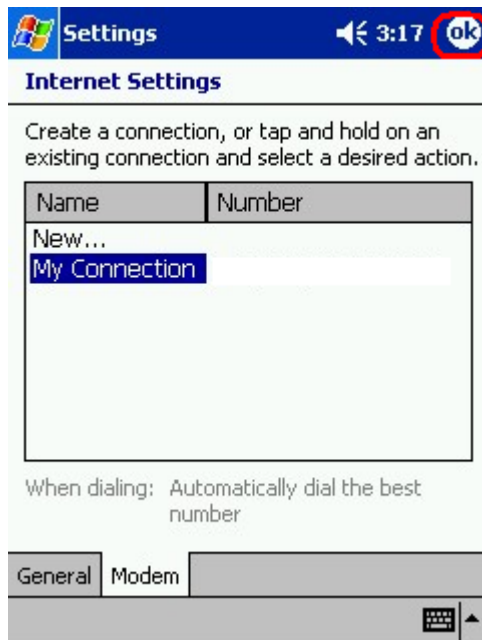 Settings 3:17 ok
Internet Settings
Create a connection, or tap and hold on an
existing connection and select a desired action.
Name Number
New...
My Connection
When dialing: Automatically dial the best
number
General Modem